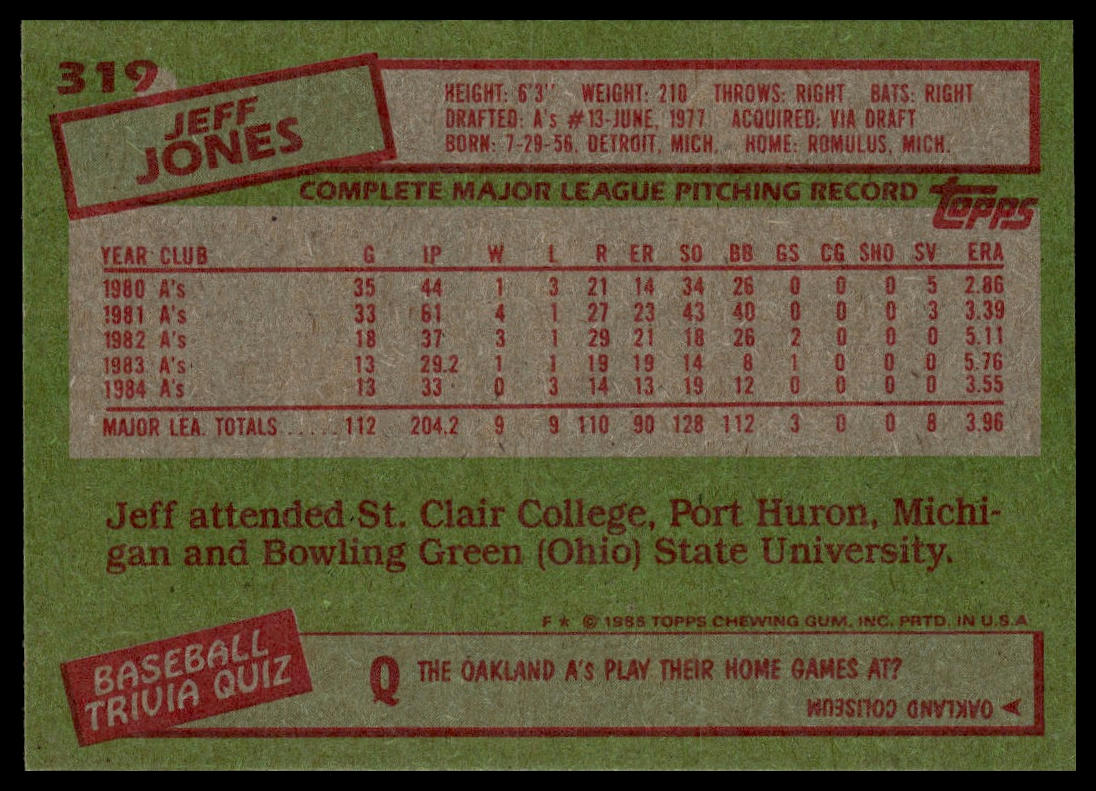 319
JEFF
JONES
HEIGHT: 6'3" WEIGHT: 210 THROWS: RIGHT BATS: RIGHT
DRAFTED: A's #13-JUNE, 1977 ACQUIRED: VIA DRAFT
BORN: 7-29-56, DETROIT, MICH. HOME: ROMULUS, MICH.
COMPLETE MAJOR LEAGUE PITCHING RECORD
TOPPS
YEAR CLUB G IP W L R ER SO BB GS CG SHO SV ERA
1980 A's 35 44 1 3 21 14 34 26 0 0 0 5 2.86
1981 A's 33 61 4 1 27 23 43 40 0 0 0 3 3.39
1982 A's 18 37 3 1 29 21 18 26 2 0 0 0 5.11
1983 A's 13 29.2 1 1 19 19 14 8 1 0 0 0 5.76
1984 A's 13 33 0 3 14 13 19 12 0 0 0 0 3.55
MAJOR LEA. TOTALS ..... 112 204.2 9 9 110 90 128 112 3 0 0 8 3.96
Jeff attended St. Clair College, Port Huron, Michi-
gan and Bowling Green (Ohio) State University.
F * © 1985 TOPPS CHEWING GUM, INC. PRTD. IN U.S.A
BASEBALL
TRIVIA QUIZ
Q THE OAKLAND A's PLAY THEIR HOME GAMES AT?
OAKLAND COLISEUM